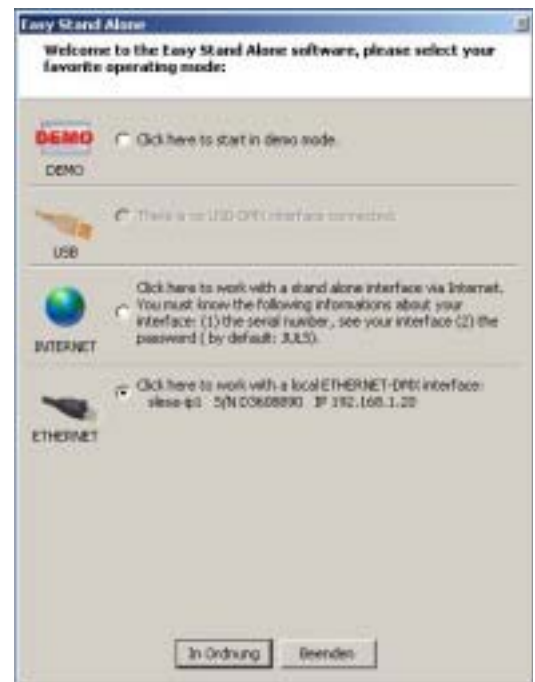 Easy Stand Alone
Welcome to the Easy Stand Alone software, please select your
favorite operating mode:
DEMO
Click here to start in demo mode.
DEMO
There is no USB-DMX interface connected.
USB
Click here to work with a stand alone interface via Internet.
You must know the following informations about your
interface: (1) the serial number, see your interface (2) the
password ( by default: JULS).
INTERNET
Click here to work with a local ETHERNET-DMX interface:
S/N D3608890 IP 192.168.1.20
ETHERNET
In Ordnung
Beenden